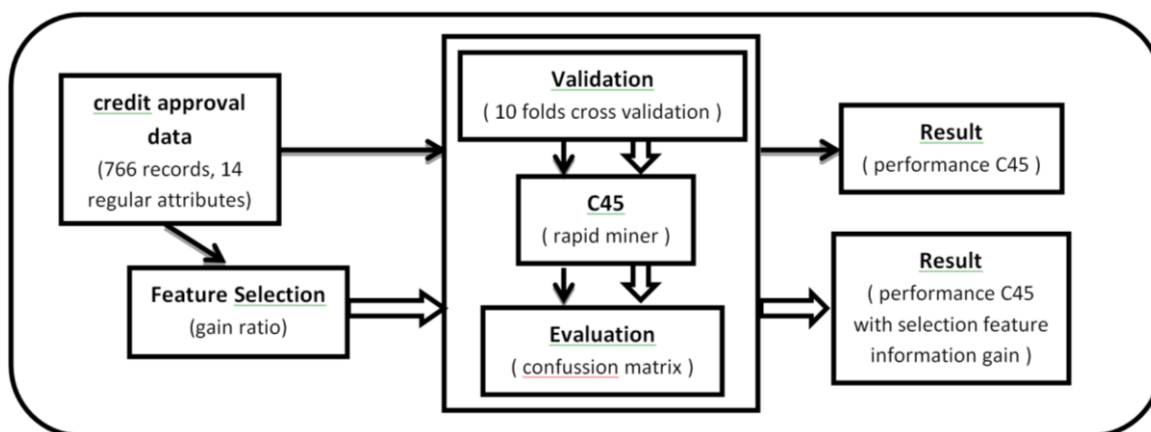 credit approval
data
(766 records, 14
regular attributes)
Feature Selection
(gain ratio)
Validation
( 10 folds cross validation )
C45
( rapid miner )
Evaluation
( confussion matrix )
Result
( performance C45 )
Result
( performance C45
with selection feature
information gain )